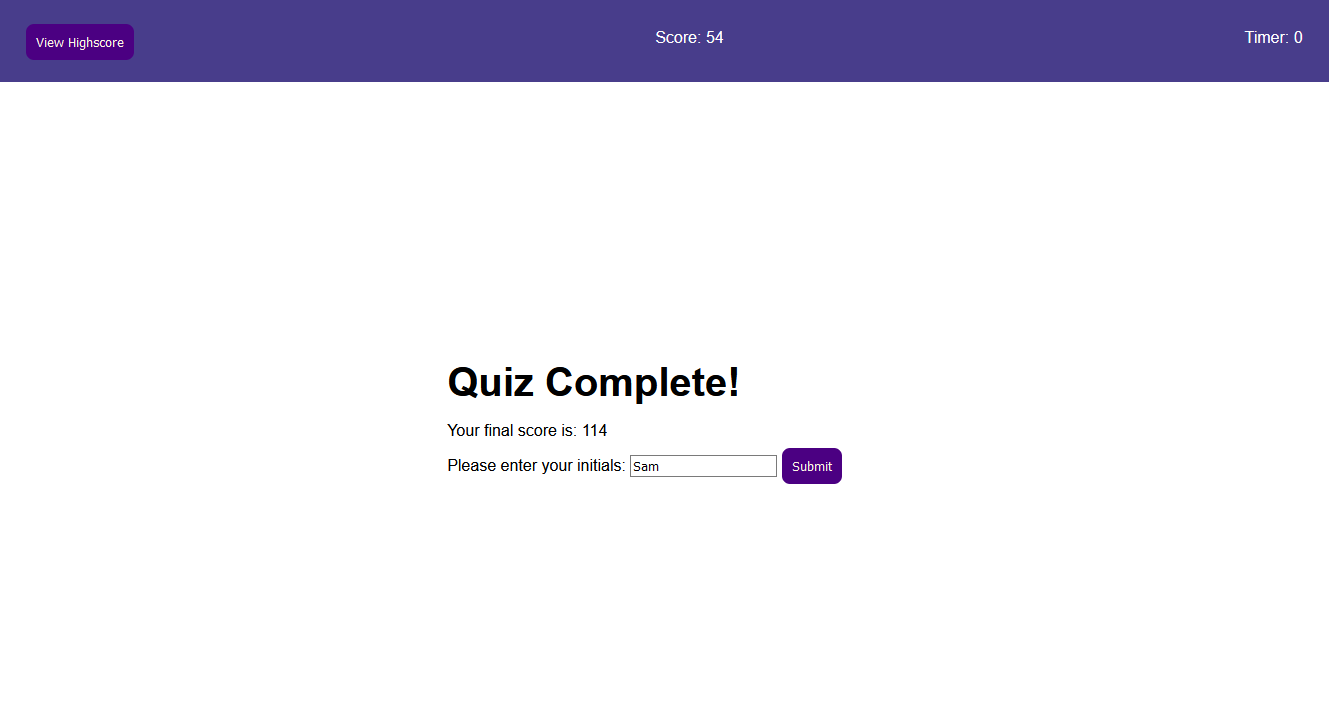 View Highscore
Score: 54
Timer: 0
Quiz Complete!
Your final score is: 114
Please enter your initials: Sam Submit